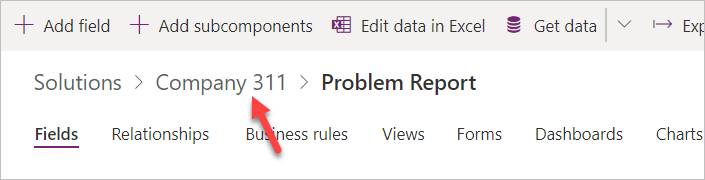 Add field Add subcomponents Edit data in Excel Get data
Solutions > Company 311 > Problem Report
Fields Relationships Business rules Views Forms Dashboards Charts